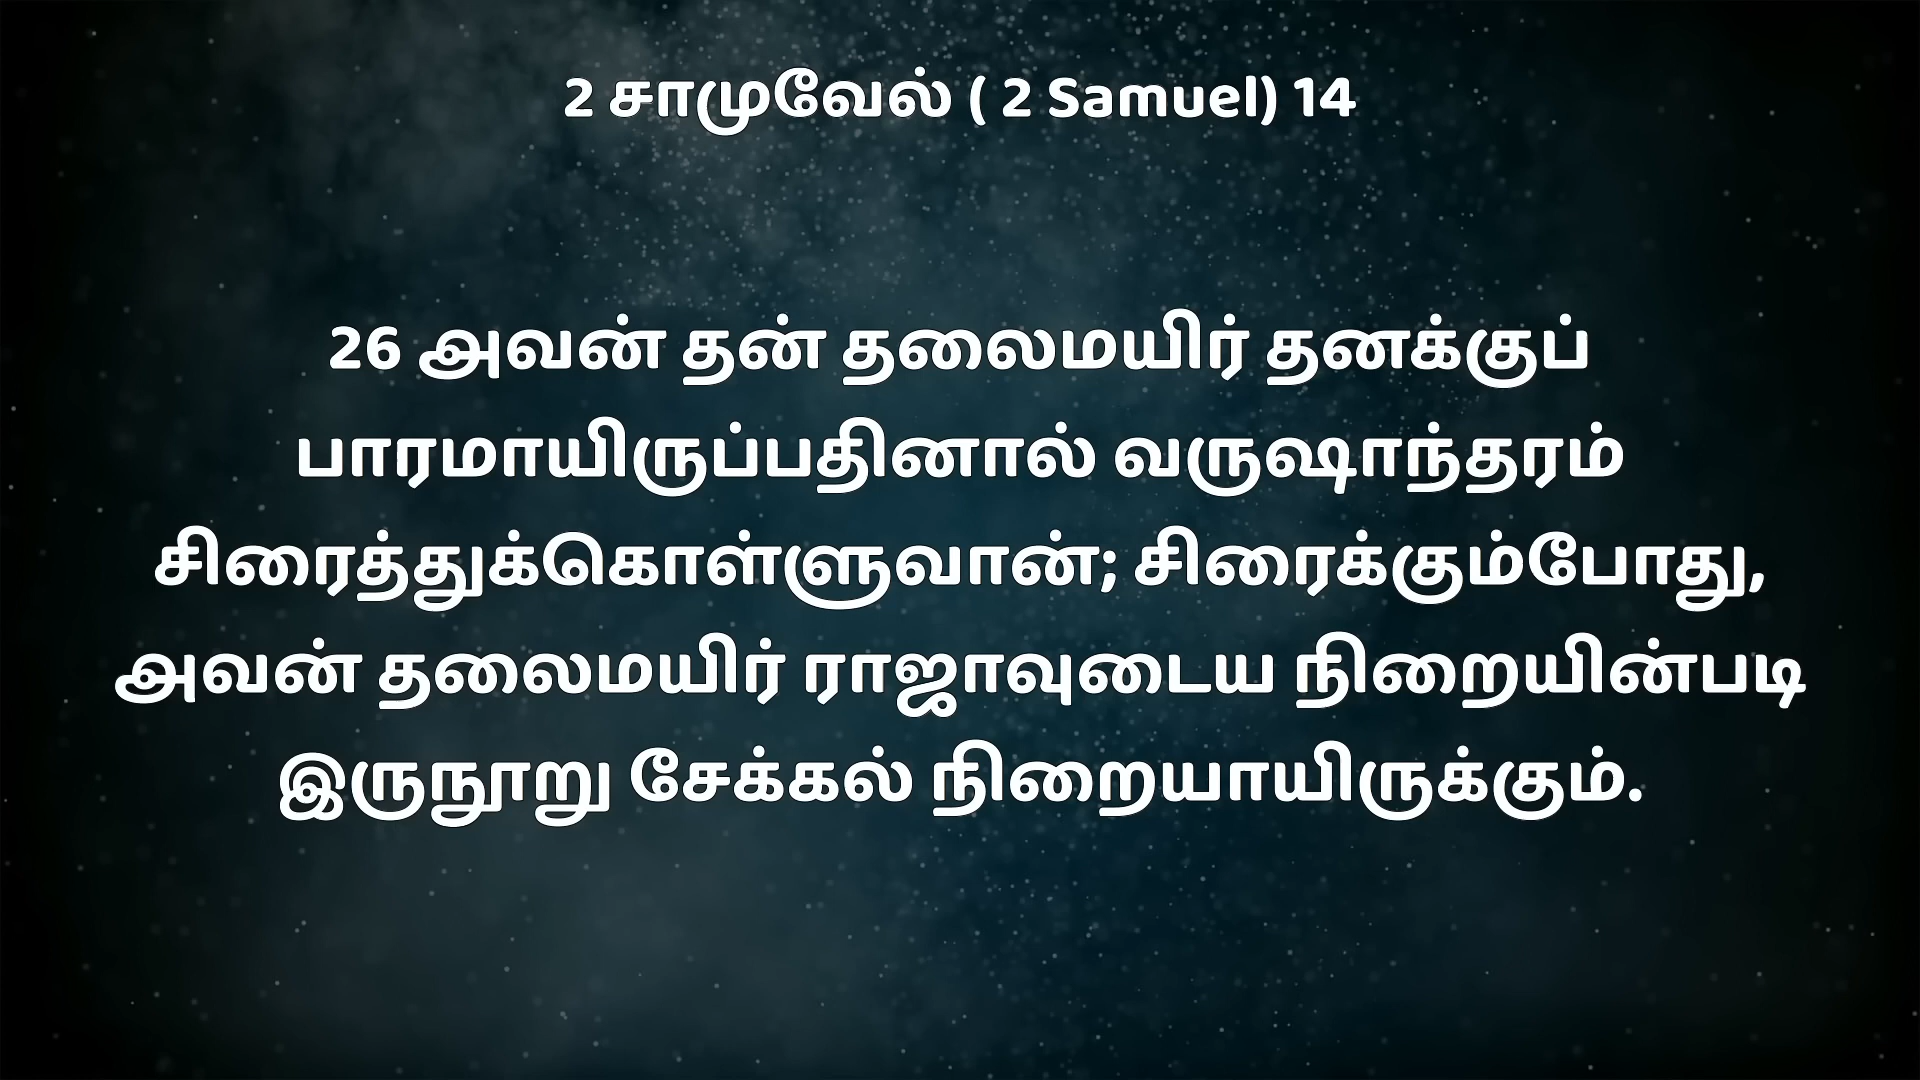 2 சாமுவேல் ( 2 Samuel) 14
26 அவன் தன் தலைமயிர் தனக்குப்
பாரமாயிருப்பதினால் வருஷாந்தரம்
சிரைத்துக்கொள்ளுவான்; சிரைக்கும்போது,
அவன் தலைமயிர் ராஜாவுடைய நிறையின்படி
இருநூறு சேக்கல் நிறையாயிருக்கும்.